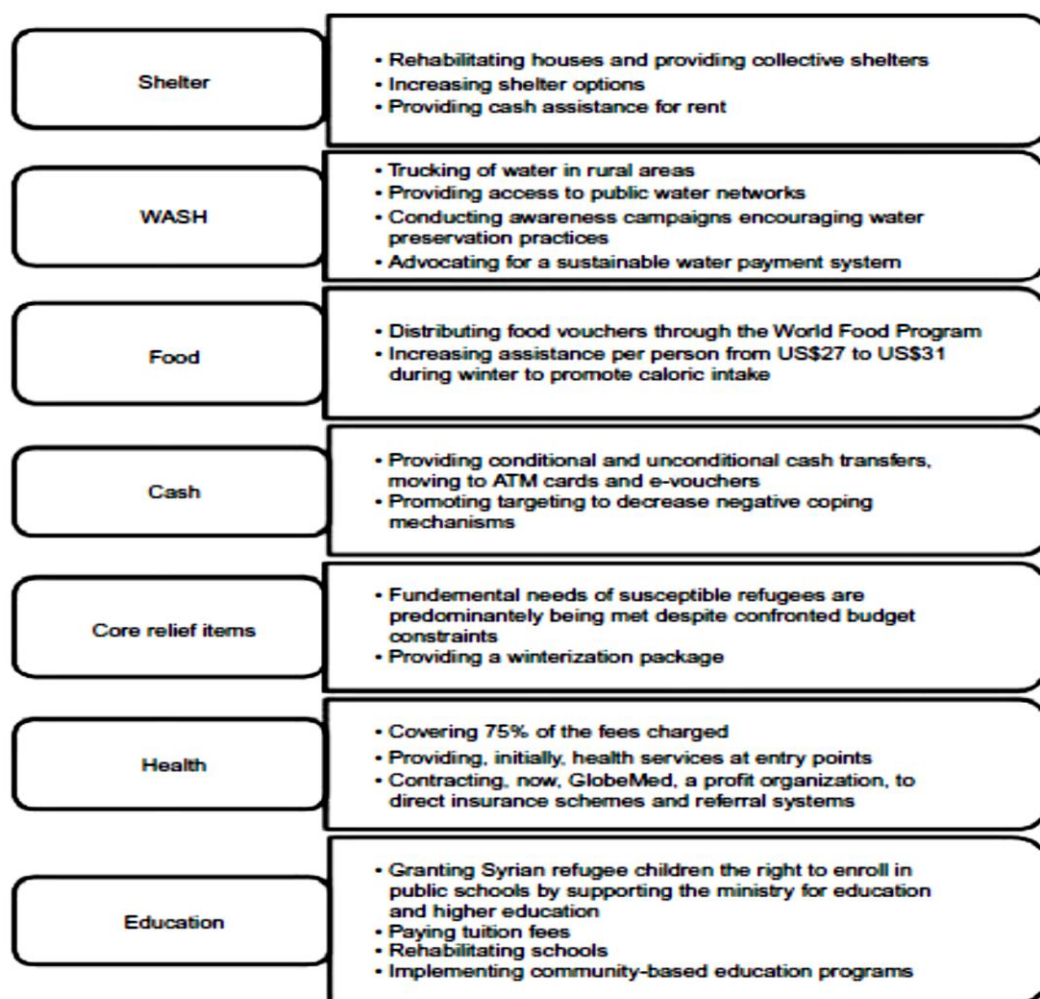 Shelter
• Rehabilitating houses and providing collective shelters
• Increasing shelter options
• Providing cash assistance for rent
WASH
• Trucking of water in rural areas
• Providing access to public water networks
• Conducting awareness campaigns encouraging water
preservation practices
• Advocating for a sustainable water payment system
Food
• Distributing food vouchers through the World Food Program
• Increasing assistance per person from US$27 to US$31
during winter to promote caloric intake
Cash
• Providing conditional and unconditional cash transfers,
moving to ATM cards and e-vouchers
• Promoting targeting to decrease negative coping
mechanisms
Core relief items
• Fundemental needs of susceptible refugees are
predominantely being met despite confronted budget
constraints
• Providing a winterization package
Health
• Covering 75% of the fees charged
• Providing, initially, health services at entry points
• Contracting, now, GlobeMed, a profit organization, to
direct insurance schemes and referral systems
Education
• Granting Syrian refugee children the right to enroll in
public schools by supporting the ministry for education
and higher education
• Paying tuition fees
• Rehabilitating schools
• Implementing community-based education programs